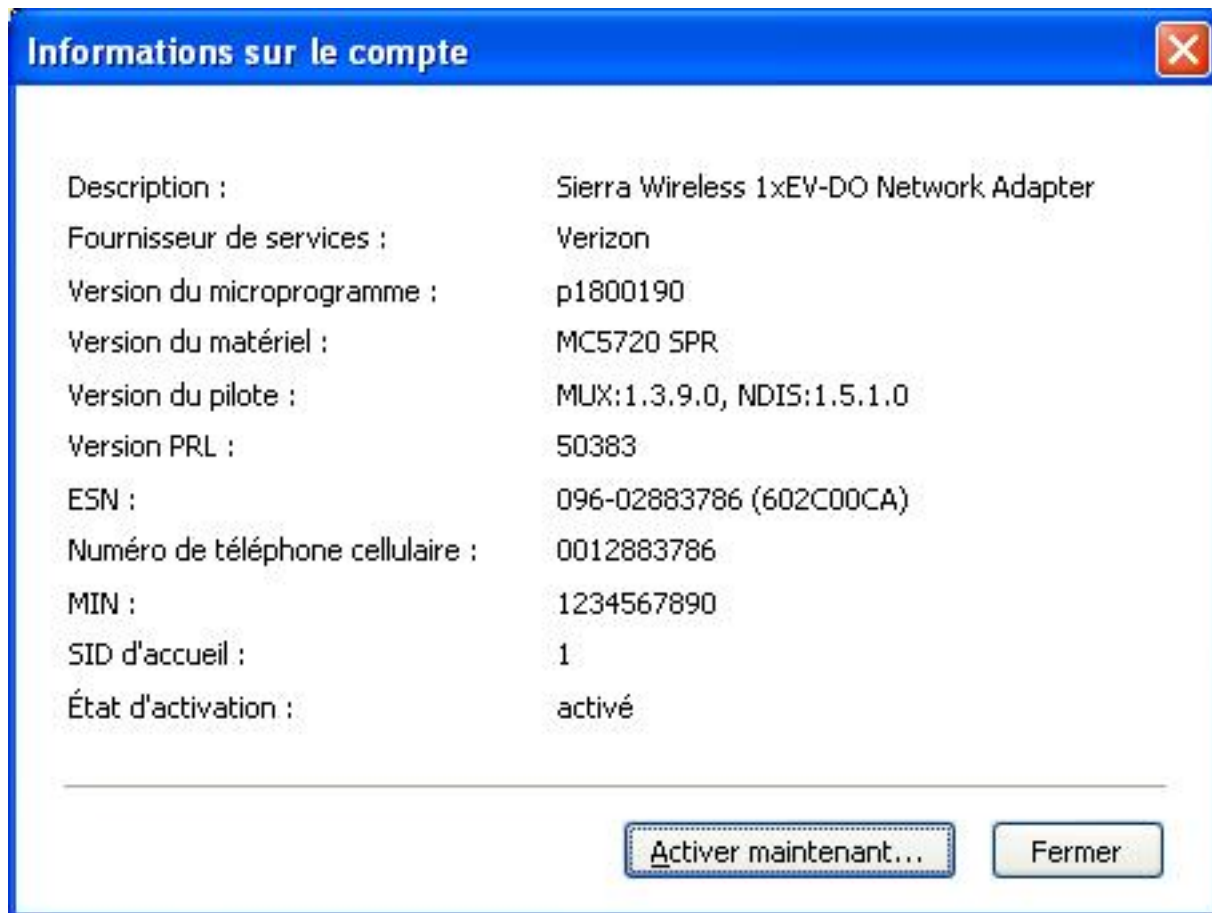 Informations sur le compte
Description : Sierra Wireless 1xEV-DO Network Adapter
Fournisseur de services : Verizon
Version du microprogramme : p1800190
Version du matériel : MC5720 SPR
Version du pilote : MUX:1.3.9.0, NDIS:1.5.1.0
Version PRL : 50383
ESN : 096-02883786 (602C00CA)
Numéro de téléphone cellulaire : 0012883786
MIN : 1234567890
SID d'accueil : 1
État d'activation : activé
Activer maintenant... Fermer